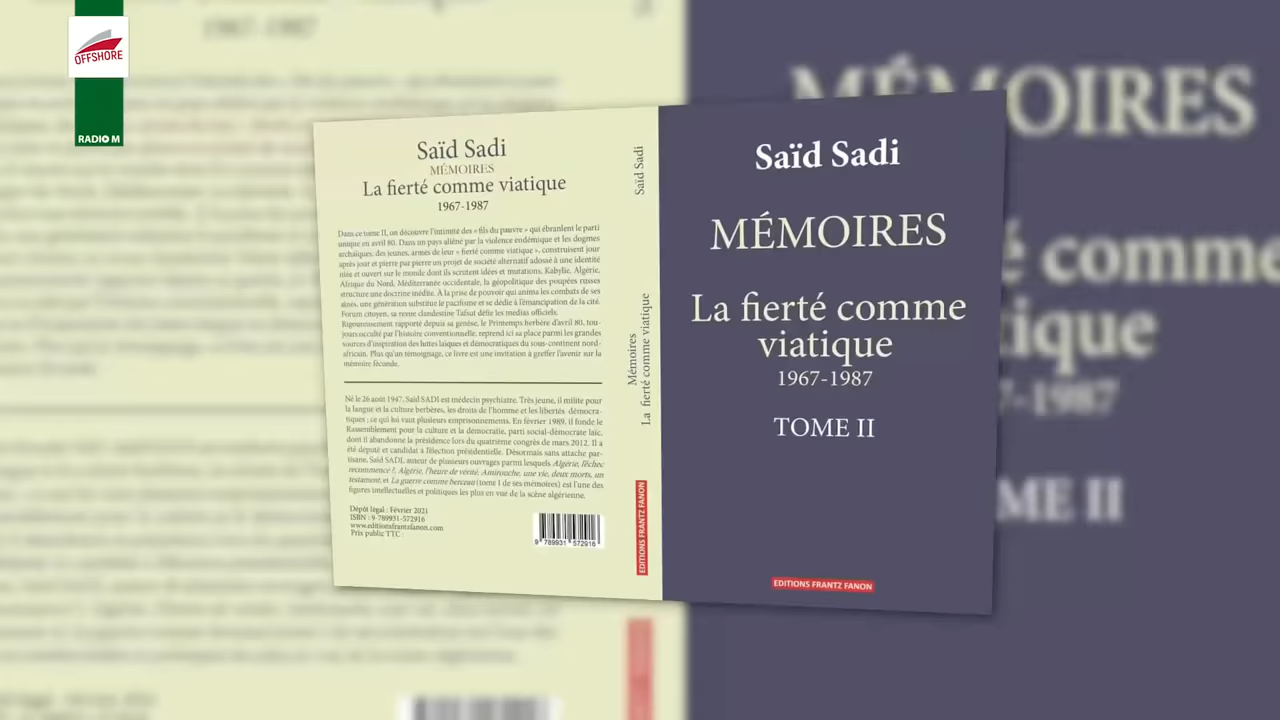 OFFSHORE
RADIO M
Saïd Sadi
MÉMOIRES
La fierté comme viatique
1967-1987
Dans ce tome II, on découvre l'intimité des « fils du pauvre » qui ébranlent le parti
unique en avril 80. Dans un pays aliéné par la violence endémique et les dogmes
archaïques, des jeunes, armés de leur « fierté comme viatique », construisent jour
après jour et pierre par pierre un projet de société alternatif adossé à une identité
niée et ouvert sur le monde dont ils scrutent idées et mutations. Kabylie, Algérie,
Afrique du Nord, Méditerranée occidentale, la géopolitique des poupées russes
structure une doctrine inédite. À la prise de pouvoir qui anima les combats de ses
aînés, une génération substitue le pacifisme et se dédie à l'émancipation de la cité.
Forum citoyen, sa revue clandestine Tafsut défie les medias officiels.
Rigoureusement rapporté depuis sa genèse, le Printemps berbère d'avril 80, tou-
jours occulté par l'histoire conventionnelle, reprend ici sa place parmi les grandes
sources d'inspiration des luttes laïques et démocratiques du sous-continent nord-
africain. Plus qu'un témoignage, ce livre est une invitation à greffer l'avenir sur la
mémoire féconde.
Né le 26 août 1947, Saïd SADI est médecin psychiatre. Très jeune, il milite pour
la langue et la culture berbères, les droits de l'homme et les libertés démocra-
tiques ; ce qui lui vaut plusieurs emprisonnements. En février 1989, il fonde le
Rassemblement pour la culture et la démocratie, parti social-démocrate laïc,
dont il abandonna la présidence lors du quatrième congrès de mars 2012. Il a
été député et candidat à l'élection présidentielle. Désormais sans attache par-
tisane, Saïd SADI, auteur de plusieurs ouvrages parmi lesquels Algérie, l'échec
recommencé ?, Algérie, l'heure de vérité, Amirouche, une vie, deux morts, un
testament, et La guerre comme berceau (tome I de ses mémoires) est l'une des
figures intellectuelles et politiques les plus en vue de la scène algérienne.
Dépôt légal : Février 2021
ISBN : 9-789931-572916
www.editionsfrantzfanon.com
Prix public TTC :
9 789931 572916
Saïd Sadi
Mémoires
La fierté comme viatique
EDITIONS FRANTZ FANON
Saïd Sadi
MÉMOIRES
La fierté comme
viatique
1967-1987
TOME II
EDITIONS FRANTZ FANON
MÉMOIRES
é comme
tique
7-1987
ME II
1967-1987